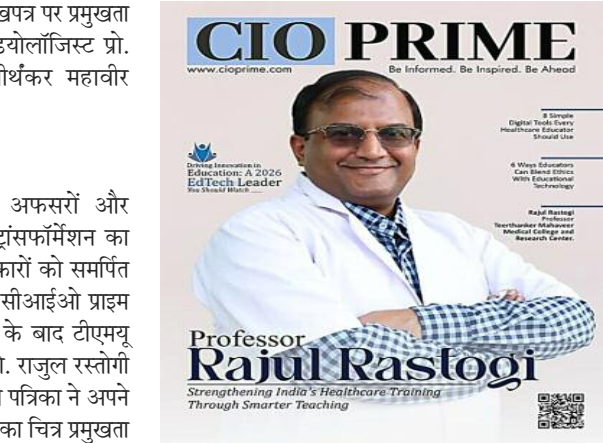 खपत्र पर प्रमुखता
डियोलॉजिस्ट प्रो.
र्थंकर महावीर
अफसरों और
ट्रांसफॉर्मेशन का
कारों को समर्पित
सीआईओ प्राइम
के बाद टीएमयू
राजुल रस्तोगी
पत्रिका ने अपने
का चित्र प्रमुखता
CIO PRIME
www.cioprime.com
Be Informed. Be Inspired. Be Ahead
8 Simple
Digital Tools Every
Healthcare Educator
Should Use
Driving Innovation in
Education: A 2026
EdTech Leader
You Should Watch
6 Ways Educators
Can Blend Ethics
With Educational
Technology
Rajul Rastogi
Professor
Teerthanker Mahaveer
Medical College and
Research Center.
Professor
Rajul Rastogi
Strengthening India's Healthcare Training
Through Smarter Teaching